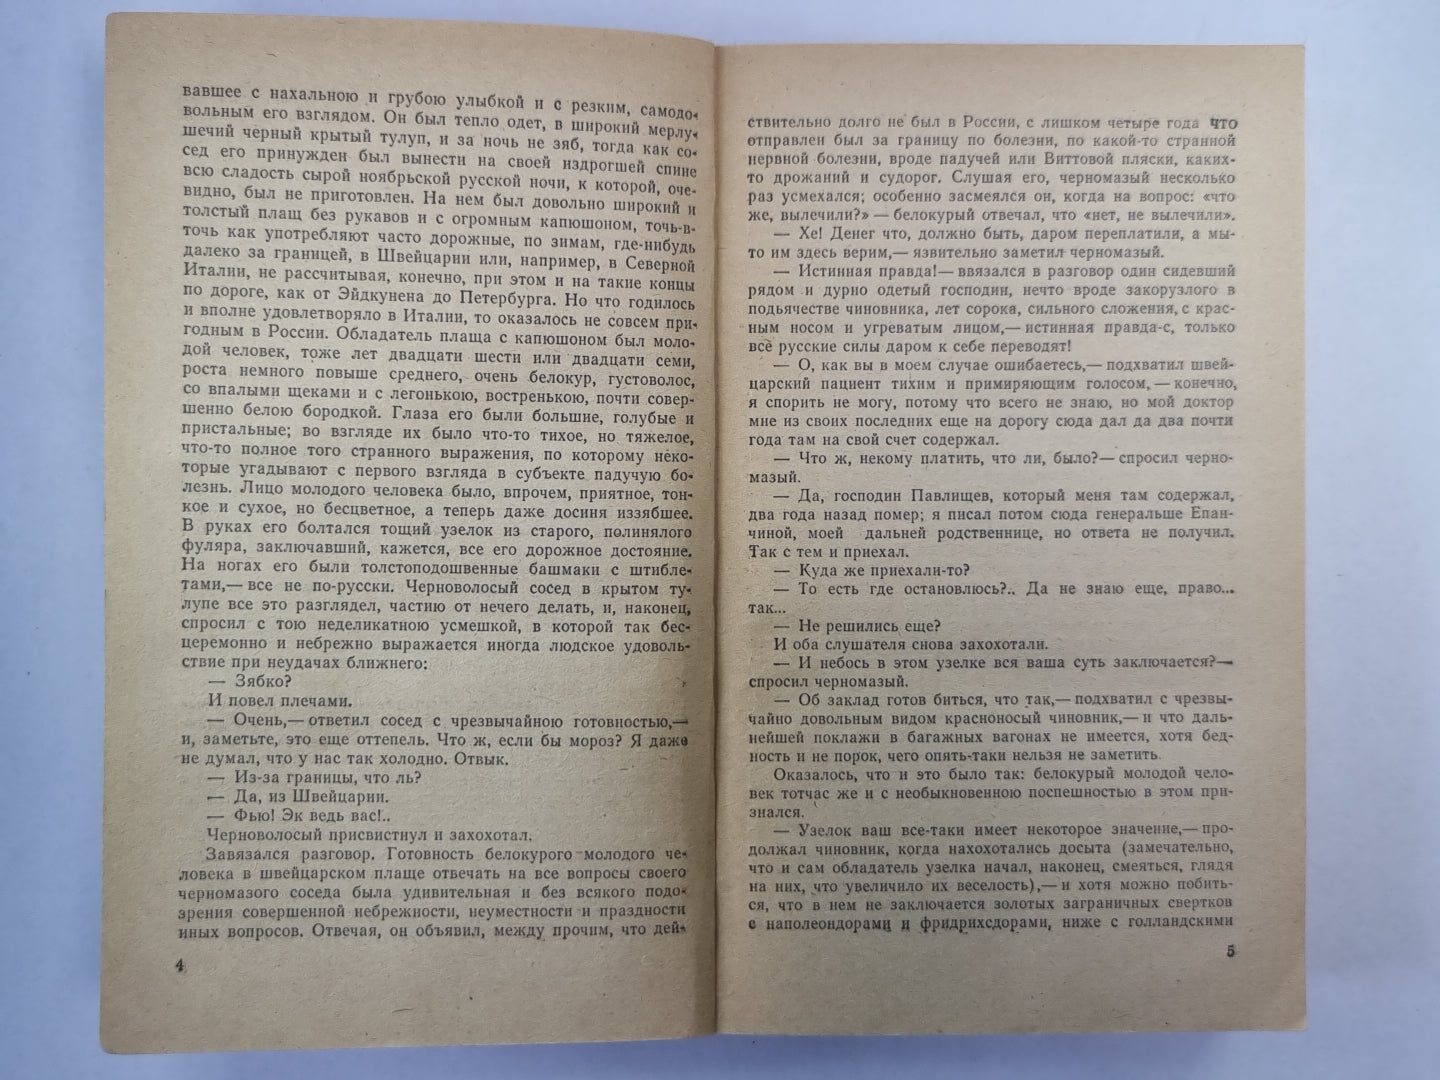 вавшее с нахальною и грубою улыбкой и с резким, самодо-
вольным его взглядом. Он был тепло одет, в широкий мерлу-
шечий черный крытый тулуп, и за ночь не зяб, тогда как со-
сед его принужден был вынести на своей издрогшей спине
всю сладость сырой ноябрьской русской ночи, к которой, оче-
видно, был не приготовлен. На нем был довольно широкий и
толстый плащ без рукавов и с огромным капюшоном, точь-в-
точь как употребляют часто дорожные, по зимам, где-нибудь
далеко за границей, в Швейцарии или, например, в Северной
Италии, не рассчитывая, конечно, при этом и на такие концы
по дороге, как от Эйдкунена до Петербурга. Но что годилось
и вполне удовлетворяло в Италии, то оказалось не совсем при-
годным в России. Обладатель плаща с капюшоном был моло-
дой человек, тоже лет двадцати шести или двадцати семи,
роста немного повыше среднего, очень белокур, густоволос,
со впалыми щеками и с легонькою, востренькою, почти совер-
шенно белою бородкой. Глаза его были большие, голубые и
пристальные; во взгляде их было что-то тихое, но тяжелое,
что-то полное того странного выражения, по которому неко-
торые угадывают с первого взгляда в субъекте падучую бо-
лезнь. Лицо молодого человека было, впрочем, приятное, тон-
кое и сухое, но бесцветное, а теперь даже досиня иззябшее.
В руках его болтался тощий узелок из старого, полинялого
фуляра, заключавший, кажется, все его дорожное достояние.
На ногах его были толстоподошвенные башмаки с штибле-
тами,— все не по-русски. Черноволосый сосед в крытом ту-
лупе все это разглядел, частию от нечего делать, и, наконец,
спросил с тою неделикатною усмешкой, в которой так бес-
церемонно и небрежно выражается иногда людское удоволь-
ствие при неудачах ближнего:
— Зябко?
И повел плечами.
— Очень,— ответил сосед с чрезвычайною готовностью,—
и, заметьте, это еще оттепель. Что ж, если бы мороз? Я даже
не думал, что у нас так холодно. Отвык.
— Из-за границы, что ль?
— Да, из Швейцарии.
— Фью! Эк ведь вас!..
Черноволосый присвистнул и захохотал.
Завязался разговор. Готовность белокурого молодого че-
ловека в швейцарском плаще отвечать на все вопросы своего
черномазого соседа была удивительная и без всякого подо-
зрения совершенной небрежности, неуместности и праздности
иных вопросов. Отвечая, он объявил, между прочим, что дей-
4
ствительно долго не был в России, с лишком четыре года что
отправлен был за границу по болезни, по какой-то странной
нервной болезни, вроде падучей или Виттовой пляски, каких-
то дрожаний и судорог. Слушая его, черномазый несколько
раз усмехался; особенно засмеялся он, когда на вопрос: «что
же, вылечили?» — белокурый отвечал, что «нет, не вылечили».
— Хе! Денег что, должно быть, даром переплатили, а мы-
то им здесь верим,— язвительно заметил черномазый.
— Истинная правда!— ввязался в разговор один сидевший
рядом и дурно одетый господин, нечто вроде закорузлого в
подьячестве чиновника, лет сорока, сильного сложения, с крас-
ным носом и угреватым лицом,— истинная правда-с, только
всё русские силы даром к себе переводят!
— О, как вы в моем случае ошибаетесь,— подхватил швей-
царский пациент тихим и примиряющим голосом,— конечно,
я спорить не могу, потому что всего не знаю, но мой доктор
мне из своих последних еще на дорогу сюда дал да два почти
года там на свой счет содержал.
— Что ж, некому платить, что ли, было?— спросил черно-
мазый.
— Да, господин Павлищев, который меня там содержал,
два года назад помер; я писал потом сюда генеральше Епан-
чиной, моей дальней родственнице, но ответа не получил.
Так с тем и приехал.
— Куда же приехали-то?
— То есть где остановлюсь?.. Да не знаю еще, право...
так...
— Не решились еще?
И оба слушателя снова захохотали.
— И небось в этом узелке вся ваша суть заключается?—
спросил черномазый.
— Об заклад готов биться, что так,— подхватил с чрезвы-
чайно довольным видом красноносый чиновник,— и что даль-
нейшей поклажи в багажных вагонах не имеется, хотя бед-
ность и не порок, чего опять-таки нельзя не заметить.
Оказалось, что и это было так: белокурый молодой чело-
век тотчас же и с необыкновенною поспешностью в этом при-
знался.
— Узелок ваш все-таки имеет некоторое значение,— про-
должал чиновник, когда нахохотались досыта (замечательно,
что и сам обладатель узелка начал, наконец, смеяться, глядя
на них, что увеличило их веселость),— и хотя можно побить-
ся, что в нем не заключается золотых заграничных свертков
с наполеондорами и фридрихсдорами, ниже с голландскими
5